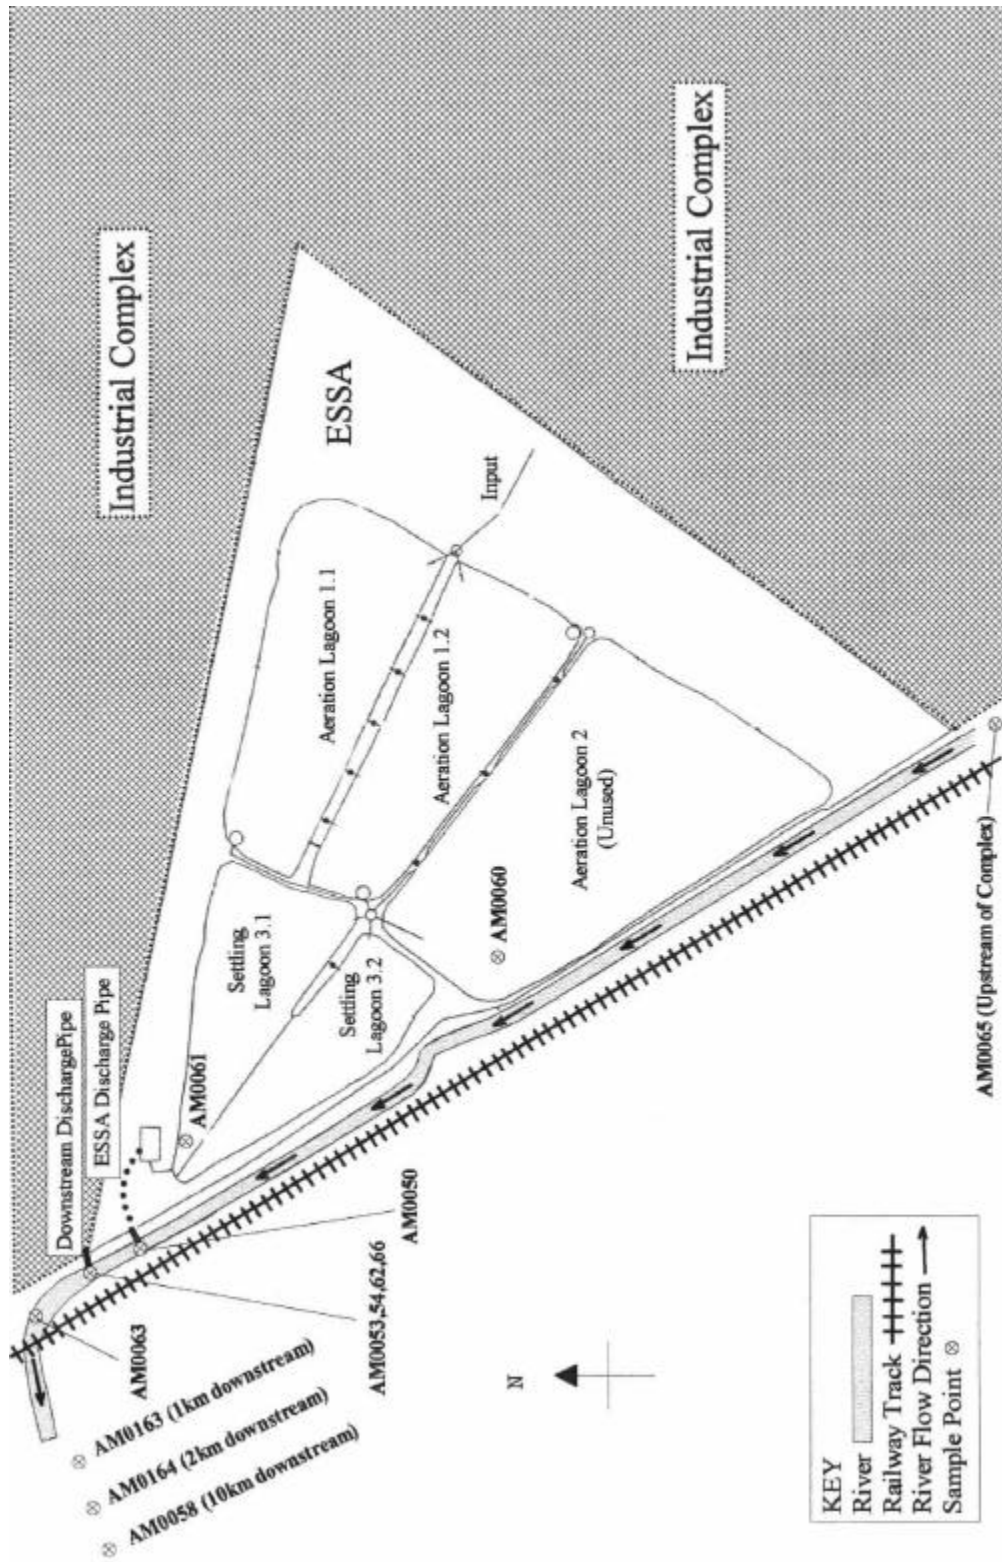 Industrial Complex
Industrial Complex
ESSA
Input
Aeration Lagoon 1.1
Aeration Lagoon 1.2
Aeration Lagoon 2
(Unused)
Settling
Lagoon 3.1
Settling
Lagoon 3.2
AM0060
AM0061
Downstream DischargePipe
ESSA Discharge Pipe
AM0050
AM0053,54,62,66
AM0063
AM0163 (1km downstream)
AM0164 (2km downstream)
AM0058 (10km downstream)
AM0065 (Upstream of Complex)
N
KEY
River
Railway Track
River Flow Direction
Sample Point